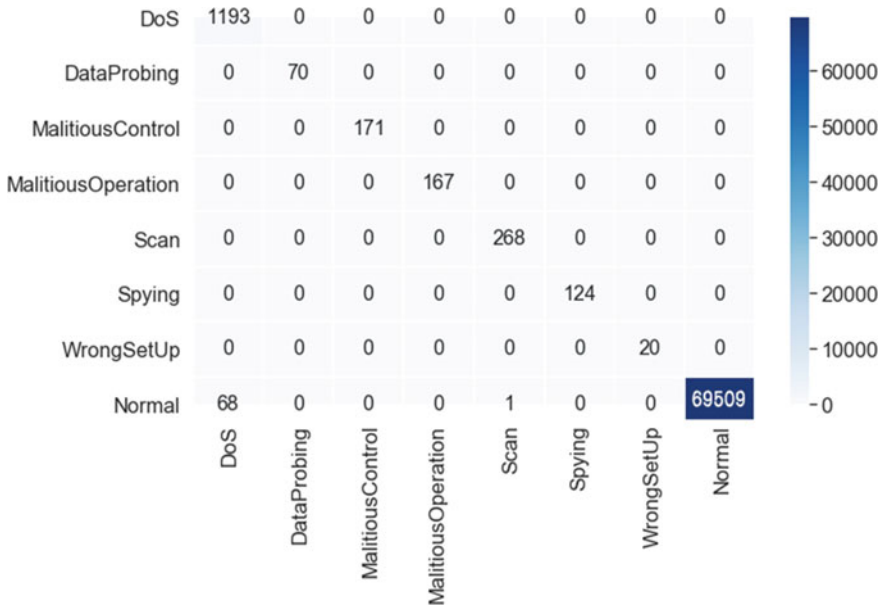 DoS 1193 0 0 0 0 0 0 0
DataProbing 0 70 0 0 0 0 0 0 60000
MalitiousControl 0 0 171 0 0 0 0 0 50000
MalitiousOperation 0 0 0 167 0 0 0 0 40000
Scan 0 0 0 0 268 0 0 0 30000
Spying 0 0 0 0 0 124 0 0 20000
WrongSetUp 0 0 0 0 0 0 20 0 10000
Normal 68 0 0 0 1 0 0 69509 0
DoS
DataProbing
MalitiousControl
MalitiousOperation
Scan
Spying
WrongSetUp
Normal